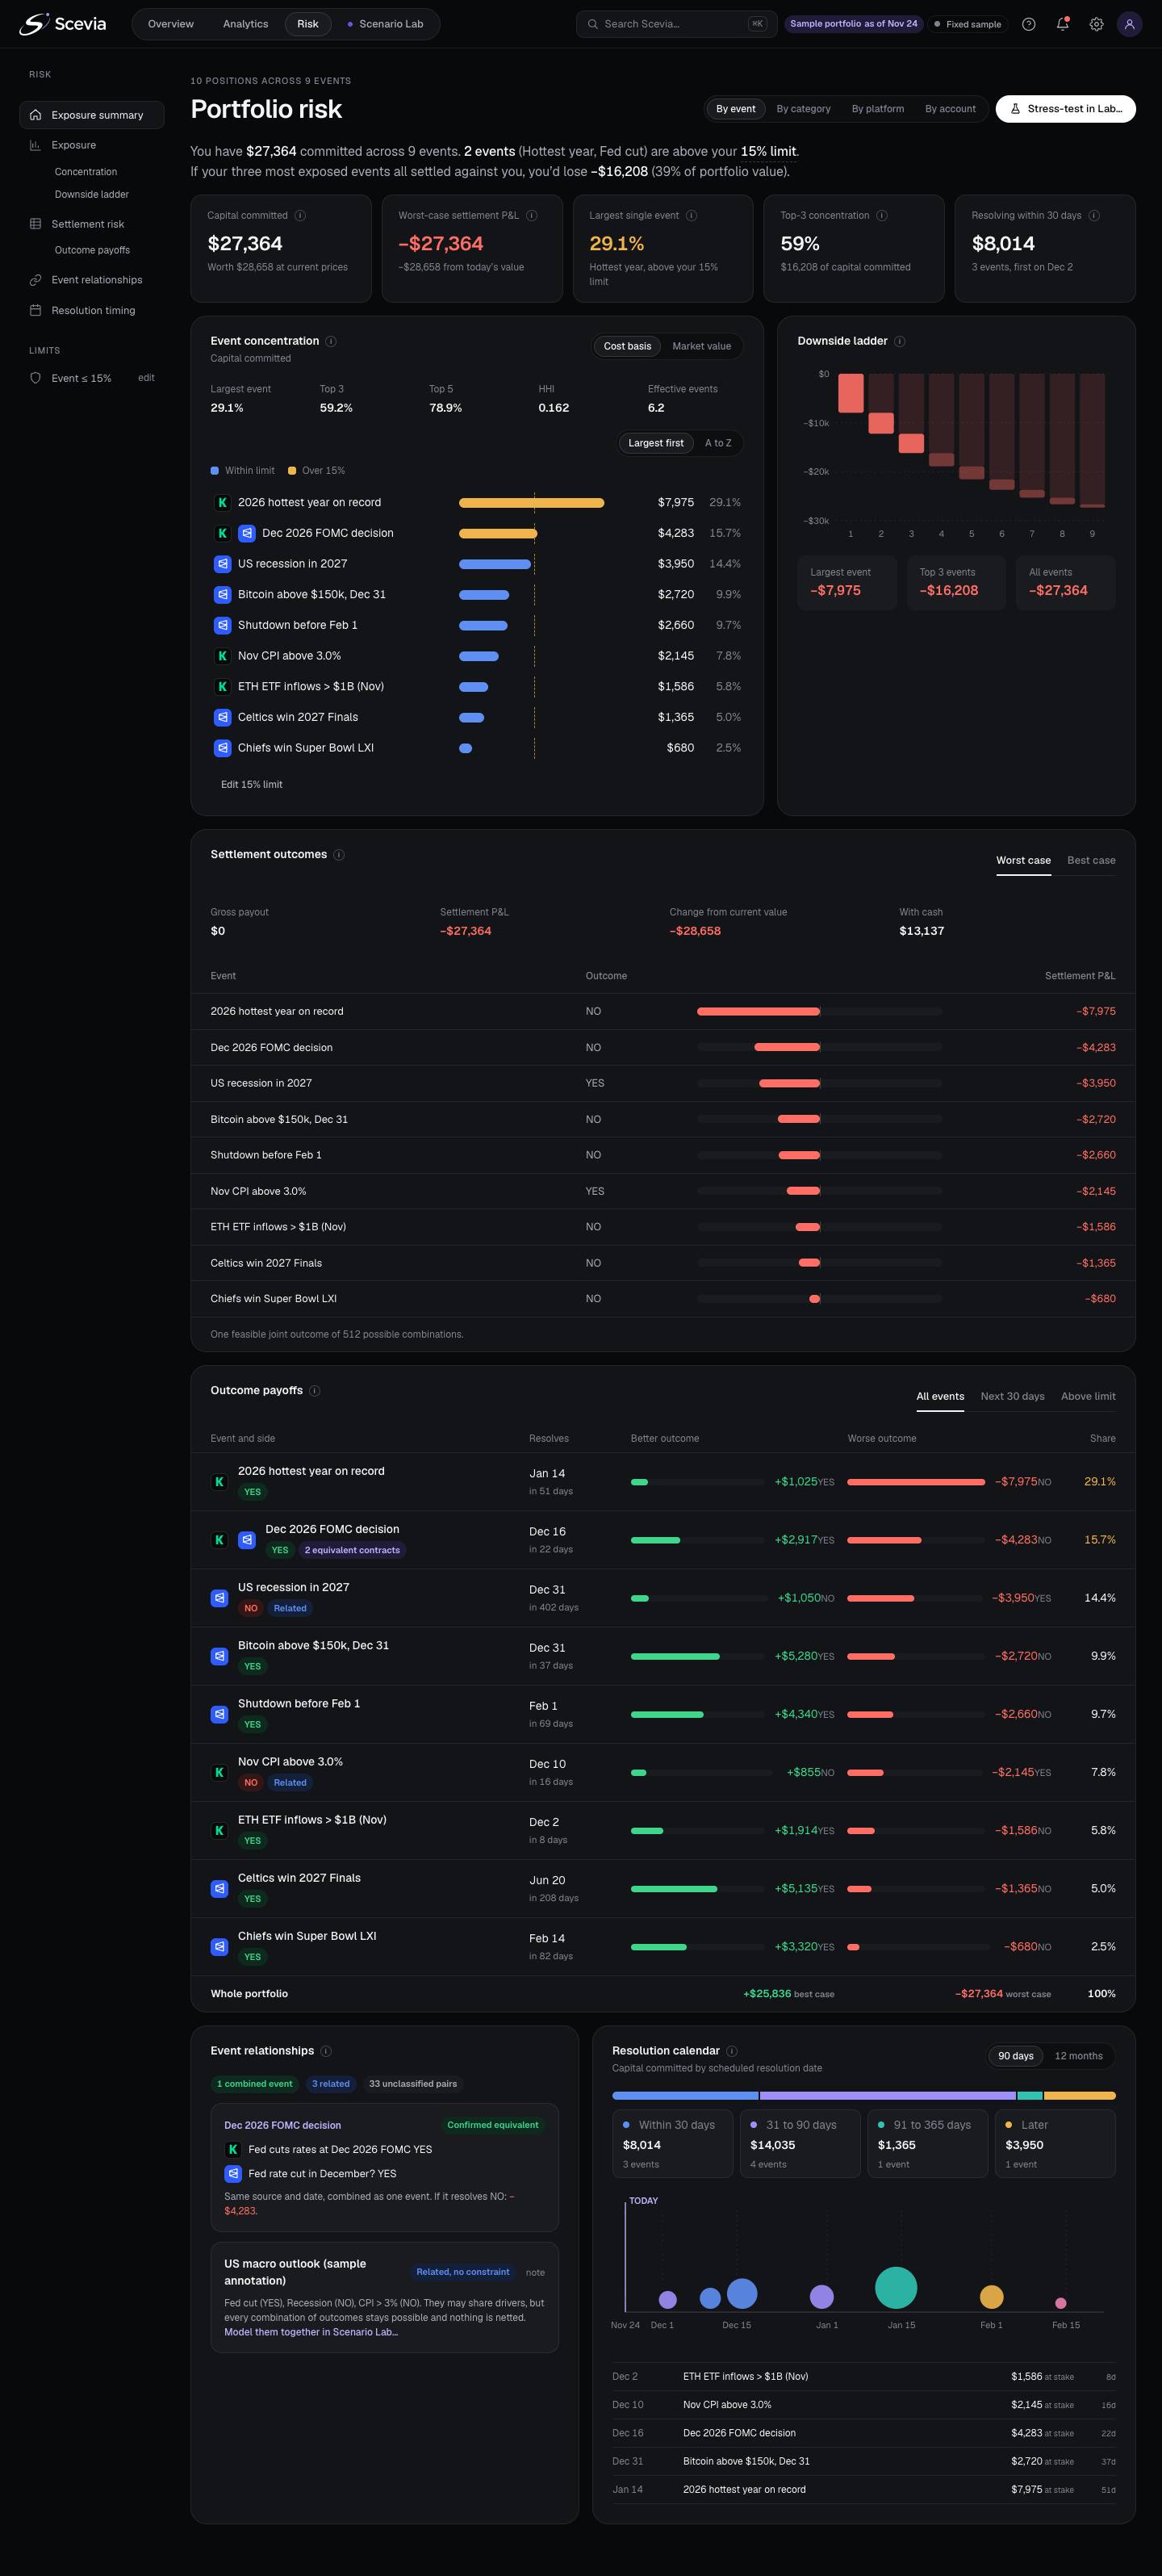 Scevia
Overview Analytics Risk Scenario Lab
Search Scevia... ⌘K Sample portfolio as of Nov 24 Fixed sample
RISK
Exposure summary
Exposure
Concentration
Downside ladder
Settlement risk
Outcome payoffs
Event relationships
Resolution timing
LIMITS
Event ≤ 15% edit
10 POSITIONS ACROSS 9 EVENTS
Portfolio risk
By event By category By platform By account Stress-test in Lab...
You have $27,364 committed across 9 events. 2 events (Hottest year, Fed cut) are above your 15% limit.
If your three most exposed events all settled against you, you'd lose −$16,208 (39% of portfolio value).
Capital committed
$27,364
Worth $28,658 at current prices
Worst-case settlement P&L
−$27,364
−$28,658 from today's value
Largest single event
29.1%
Hottest year, above your 15%
limit
Top-3 concentration
59%
$16,208 of capital committed
Resolving within 30 days
$8,014
3 events, first on Dec 2
Event concentration
Capital committed
Cost basis Market value
Largest event Top 3 Top 5 HHI Effective events
29.1% 59.2% 78.9% 0.162 6.2
Largest first A to Z
Within limit Over 15%
2026 hottest year on record $7,975 29.1%
Dec 2026 FOMC decision $4,283 15.7%
US recession in 2027 $3,950 14.4%
Bitcoin above $150k, Dec 31 $2,720 9.9%
Shutdown before Feb 1 $2,660 9.7%
Nov CPI above 3.0% $2,145 7.8%
ETH ETF inflows > $1B (Nov) $1,586 5.8%
Celtics win 2027 Finals $1,365 5.0%
Chiefs win Super Bowl LXI $680 2.5%
Edit 15% limit
Downside ladder
$0
−$10k
−$20k
−$30k
1 2 3 4 5 6 7 8 9
Largest event
−$7,975
Top 3 events
−$16,208
All events
−$27,364
Settlement outcomes
Worst case Best case
Gross payout Settlement P&L Change from current value With cash
$0 −$27,364 −$28,658 $13,137
Event Outcome Settlement P&L
2026 hottest year on record NO −$7,975
Dec 2026 FOMC decision NO −$4,283
US recession in 2027 YES −$3,950
Bitcoin above $150k, Dec 31 NO −$2,720
Shutdown before Feb 1 NO −$2,660
Nov CPI above 3.0% YES −$2,145
ETH ETF inflows > $1B (Nov) NO −$1,586
Celtics win 2027 Finals NO −$1,365
Chiefs win Super Bowl LXI NO −$680
One feasible joint outcome of 512 possible combinations.
Outcome payoffs
All events Next 30 days Above limit
Event and side Resolves Better outcome Worse outcome Share
2026 hottest year on record Jan 14 +$1,025YES −$7,975NO 29.1%
YES in 51 days
Dec 2026 FOMC decision Dec 16 +$2,917YES −$4,283NO 15.7%
YES 2 equivalent contracts in 22 days
US recession in 2027 Dec 31 +$1,050NO −$3,950YES 14.4%
NO Related in 402 days
Bitcoin above $150k, Dec 31 Dec 31 +$5,280YES −$2,720NO 9.9%
YES in 37 days
Shutdown before Feb 1 Feb 1 +$4,340YES −$2,660NO 9.7%
YES in 69 days
Nov CPI above 3.0% Dec 10 +$855NO −$2,145YES 7.8%
NO Related in 16 days
ETH ETF inflows > $1B (Nov) Dec 2 +$1,914YES −$1,586NO 5.8%
YES in 8 days
Celtics win 2027 Finals Jun 20 +$5,135YES −$1,365NO 5.0%
YES in 208 days
Chiefs win Super Bowl LXI Feb 14 +$3,320YES −$680NO 2.5%
YES in 82 days
Whole portfolio +$25,836 best case −$27,364 worst case 100%
Event relationships
1 combined event 3 related 33 unclassified pairs
Dec 2026 FOMC decision Confirmed equivalent
Fed cuts rates at Dec 2026 FOMC YES
Fed rate cut in December? YES
Same source and date, combined as one event. If it resolves NO: −
$4,283.
US macro outlook (sample
annotation)
Related, no constraint note
Fed cut (YES), Recession (NO), CPI > 3% (NO). They may share drivers, but
every combination of outcomes stays possible and nothing is netted.
Model them together in Scenario Lab...
Resolution calendar
Capital committed by scheduled resolution date
90 days 12 months
Within 30 days
$8,014
3 events
31 to 90 days
$14,035
4 events
91 to 365 days
$1,365
1 event
Later
$3,950
1 event
TODAY
Nov 24 Dec 1 Dec 15 Jan 1 Jan 15 Feb 1 Feb 15
Dec 2 ETH ETF inflows > $1B (Nov) $1,586 at stake 8d
Dec 10 Nov CPI above 3.0% $2,145 at stake 16d
Dec 16 Dec 2026 FOMC decision $4,283 at stake 22d
Dec 31 Bitcoin above $150k, Dec 31 $2,720 at stake 37d
Jan 14 2026 hottest year on record $7,975 at stake 51d